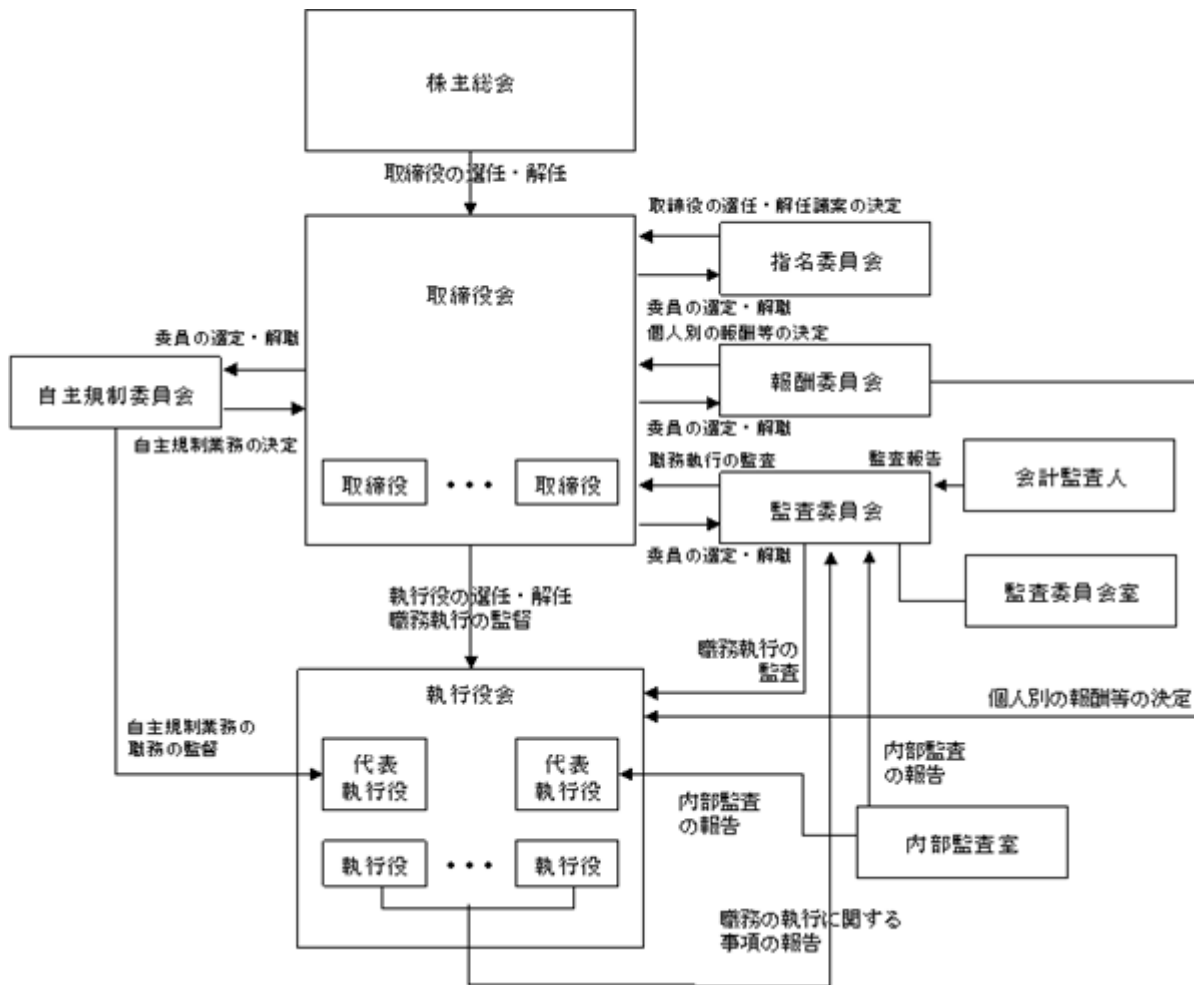 株主総会
取締役の選任・解任
取締役の選任・解任議案の決定
指名委員会
取締役会
委員の選定・解職
個人別の報酬等の決定
委員の選定・解職
自主規制委員会
報酬委員会
自主規制業務の決定
委員の選定・解職
職務執行の監査
監査報告
取締役
・・・
取締役
監査委員会
会計監査人
委員の選定・解職
監査委員会室
執行役の選任・解任
職務執行の監督
職務執行の
監査
執行役会
個人別の報酬等の決定
自主規制業務の
職務の監督
代表
執行役
代表
執行役
内部監査
の報告
内部監査
の報告
内部監査室
執行役
・・・
執行役
職務の執行に関する
事項の報告